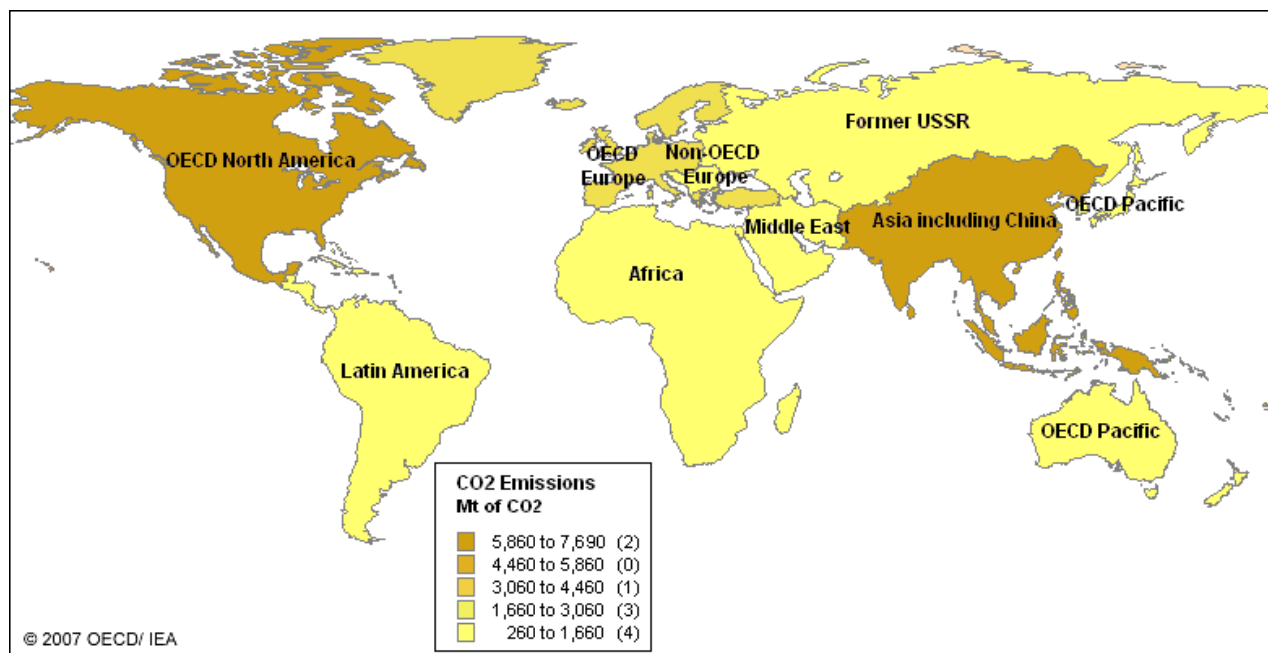 Former USSR
OECD North America
OECD
Europe
Non-OECD
Europe
OECD Pacific
Middle East
Asia including China
Africa
Latin America
OECD Pacific
CO2 Emissions
Mt of CO2
5,860 to 7,690 (2)
4,460 to 5,860 (0)
3,060 to 4,460 (1)
1,660 to 3,060 (3)
260 to 1,660 (4)
© 2007 OECD/ IEA